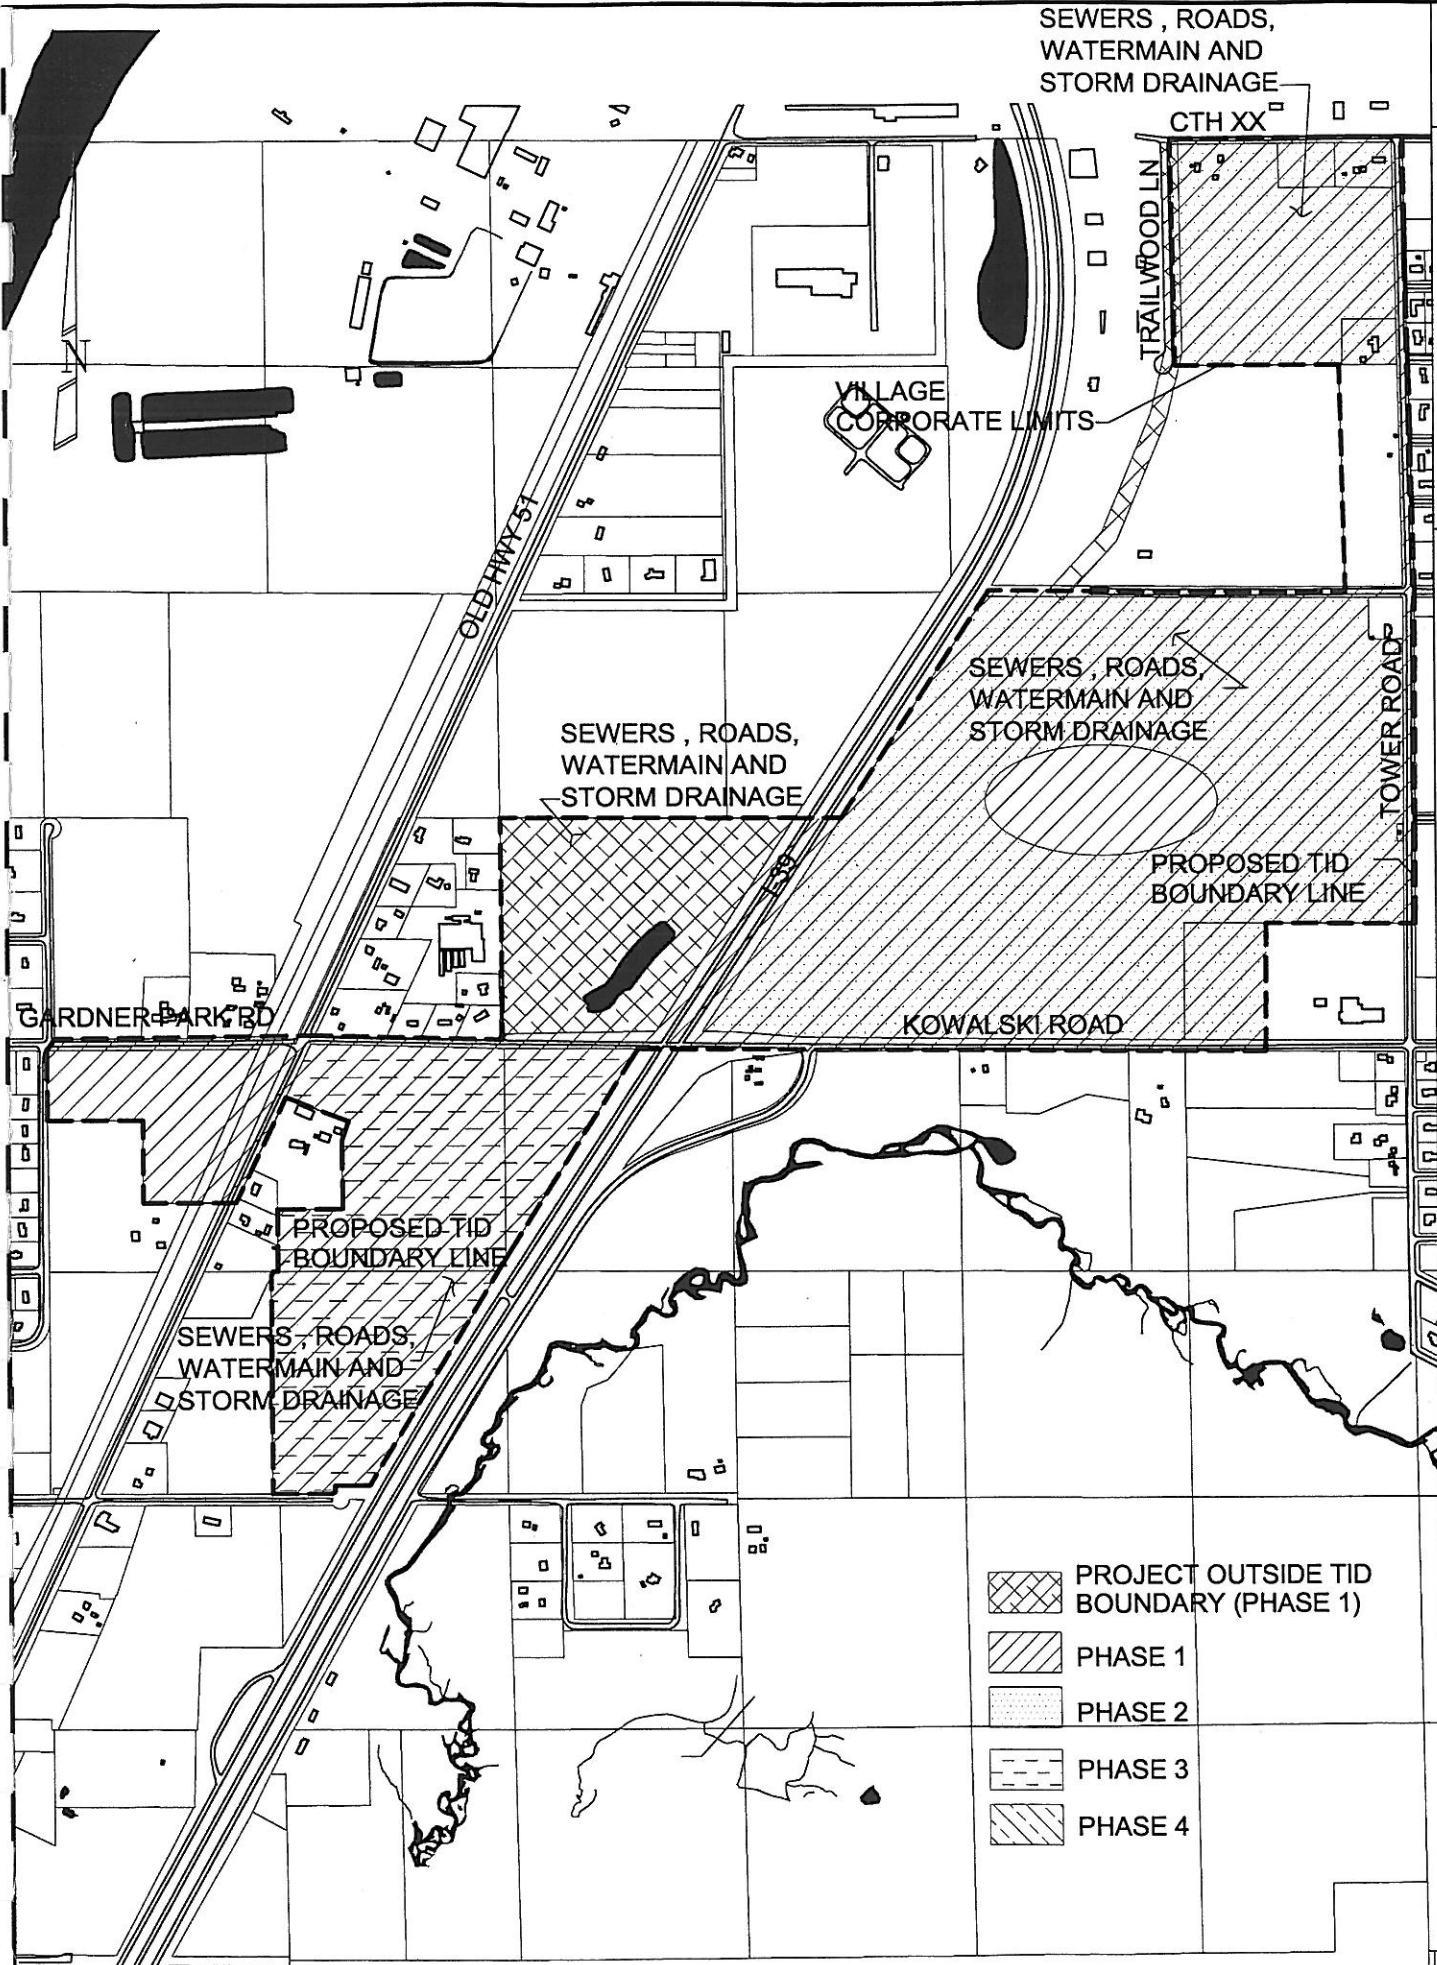 SEWERS , ROADS,
WATERMAIN AND
STORM DRAINAGE
CTH XX
TRAILWOOD LN
N
VILLAGE
CORPORATE LIMITS
OLD HWY 51
SEWERS , ROADS,
WATERMAIN AND
STORM DRAINAGE
TOWER ROAD
SEWERS , ROADS,
WATERMAIN AND
STORM DRAINAGE
I-39
PROPOSED TID
BOUNDARY LINE
GARDNER PARK RD
KOWALSKI ROAD
PROPOSED TID
BOUNDARY LINE
SEWERS , ROADS,
WATERMAIN AND
STORM DRAINAGE
PROJECT OUTSIDE TID
BOUNDARY (PHASE 1)
PHASE 1
PHASE 2
PHASE 3
PHASE 4